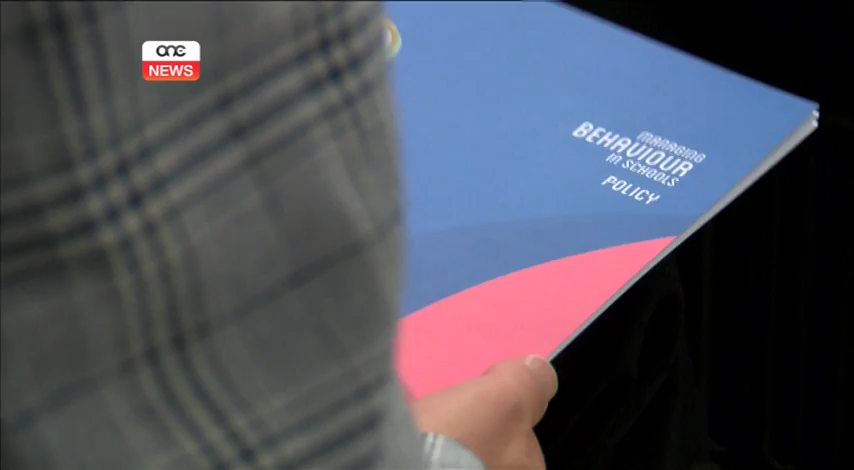 one
NEWS
MANAGING
BEHAVIOUR
IN SCHOOLS
POLICY